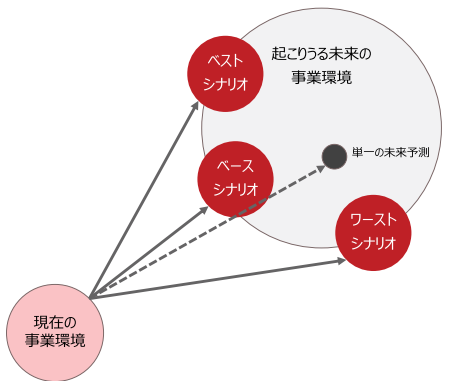 ベスト
シナリオ
起こりうる未来の
事業環境
単一の未来予測
ベース
シナリオ
ワースト
シナリオ
現在の
事業環境